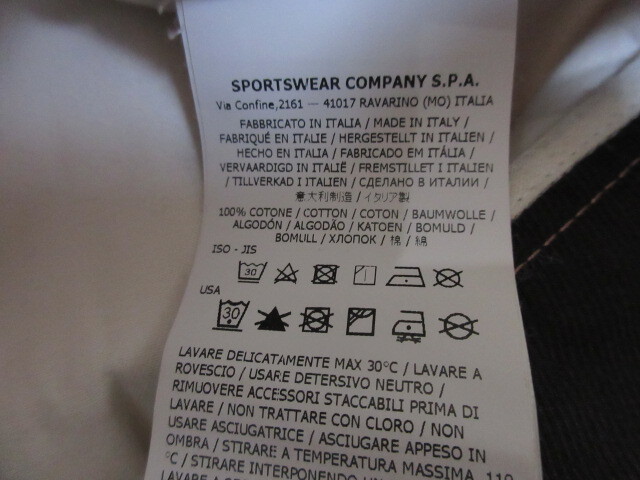 SPORTSWEAR COMPANY S.P.A.
Via Confine,2161 — 41017 RAVARINO (MO) ITALIA
FABBRICATO IN ITALIA / MADE IN ITALY /
FABRIQUÉ EN ITALIE / HERGESTELLT IN ITALIEN /
HECHO EN ITALIA / FABRICADO EM ITÁLIA /
VERVAARDIGD IN ITALIË / FREMSTILLET I ITALIEN
/ TILLVERKAD I ITALIEN / СДЕЛАНО В ИТАЛИИ /
意大利制造 / イタリア製
100% COTONE / COTTON / COTON / BAUMWOLLE /
ALGODÓN / ALGODÃO / KATOEN / BOMULD /
BOMULL / ХЛОПОК / 棉 / 綿
ISO - JIS
30
USA
30
LAVARE DELICATAMENTE MAX 30°C / LAVARE A
ROVESCIO / USARE DETERSIVO NEUTRO /
RIMUOVERE ACCESSORI STACCABILI PRIMA DI
LAVARE / NON TRATTARE CON CLORO / NON
USARE ASCIUGATRICE / ASCIUGARE APPESO IN
OMBRA / STIRARE A TEMPERATURA MASSIMA 110
°C / STIRARE INTERPONENDO UN